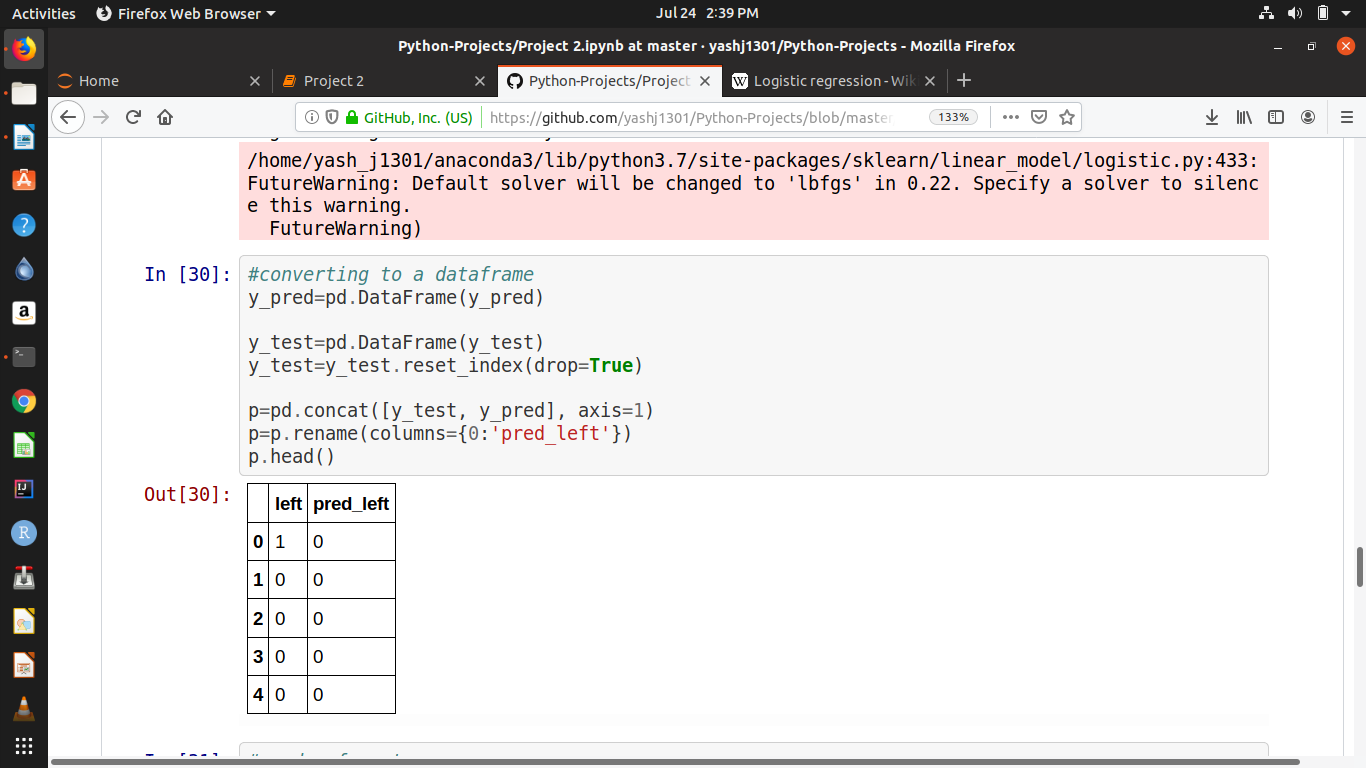 Activities Firefox Web Browser Jul 24 2:39 PM
Python-Projects/Project 2.ipynb at master · yashj1301/Python-Projects - Mozilla Firefox
Home Project 2 Python-Projects/Project Logistic regression - Wik
GitHub, Inc. (US) https://github.com/yashj1301/Python-Projects/blob/master 133%
/home/yash_j1301/anaconda3/lib/python3.7/site-packages/sklearn/linear_model/logistic.py:433:
FutureWarning: Default solver will be changed to 'lbfgs' in 0.22. Specify a solver to silenc
e this warning.
FutureWarning)
In [30]: #converting to a dataframe
y_pred=pd.DataFrame(y_pred)
y_test=pd.DataFrame(y_test)
y_test=y_test.reset_index(drop=True)
p=pd.concat([y_test, y_pred], axis=1)
p=p.rename(columns={0:'pred_left'})
p.head()
Out[30]:
left pred_left
0 1 0
1 0 0
2 0 0
3 0 0
4 0 0